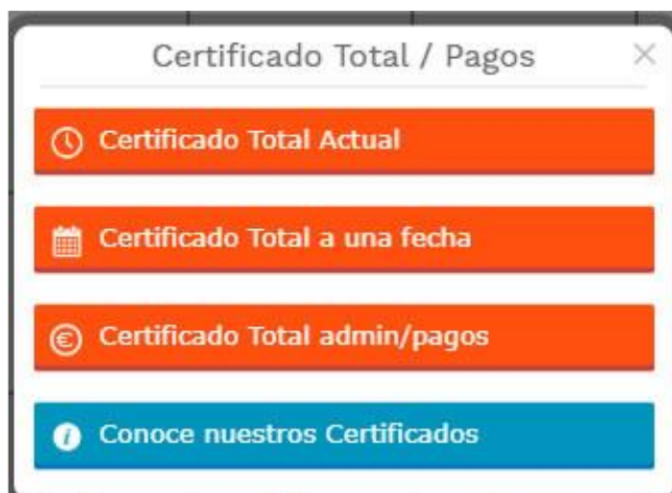 Certificado Total / Pagos
Certificado Total Actual
Certificado Total a una fecha
Certificado Total admin/pagos
Conoce nuestros Certificados